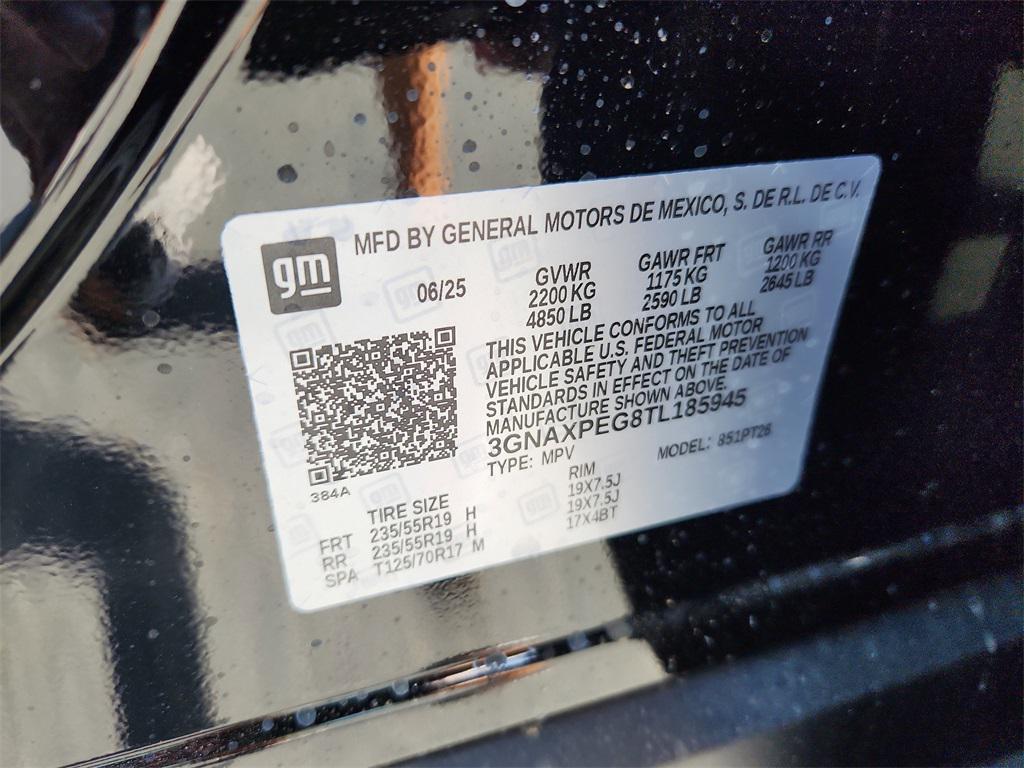 gm
MFD BY GENERAL MOTORS DE MEXICO, S. DE R.L. DE C.V.
06/25
GVWR
2200 KG
4850 LB
GAWR FRT
1175 KG
2590 LB
GAWR RR
1200 KG
2645 LB
THIS VEHICLE CONFORMS TO ALL
APPLICABLE U.S. FEDERAL MOTOR
VEHICLE SAFETY AND THEFT PREVENTION
STANDARDS IN EFFECT ON THE DATE OF
MANUFACTURE SHOWN ABOVE.
3GNAXPEG8TL185945
TYPE: MPV MODEL: 851PT26
384A
TIRE SIZE RIM
FRT 235/55R19 H 19X7.5J
RR 235/55R19 H 19X7.5J
SPA T125/70R17 M 17X4BT